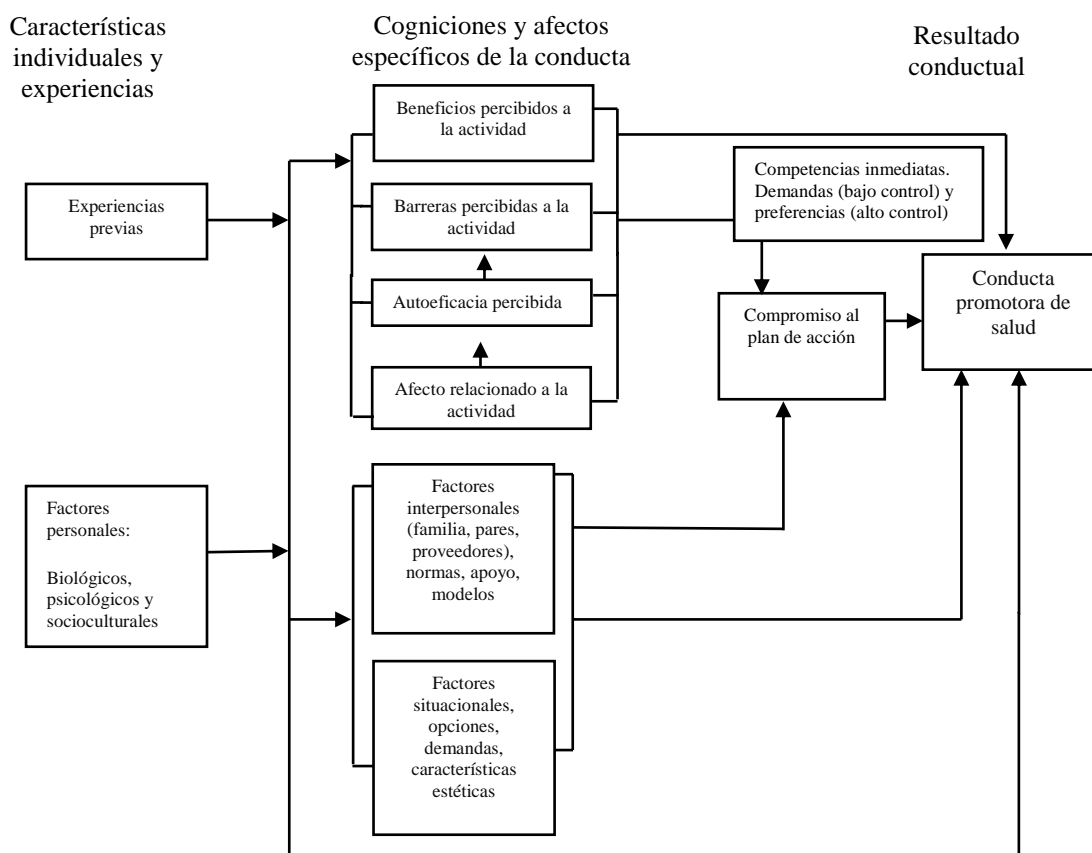 Características
individuales y
experiencias
Cogniciones y afectos
específicos de la conducta
Resultado
conductual
Experiencias
previas
Factores
personales:
Biológicos,
psicológicos y
socioculturales
Beneficios percibidos a
la actividad
Barreras percibidas a la
actividad
Autoeficacia percibida
Afecto relacionado a la
actividad
Factores
interpersonales
(familia, pares,
proveedores),
normas, apoyo,
modelos
Factores
situacionales,
opciones,
demandas,
características
estéticas
Competencias inmediatas.
Demandas (bajo control) y
preferencias (alto control)
Compromiso al
plan de acción
Conducta
promotora de
salud